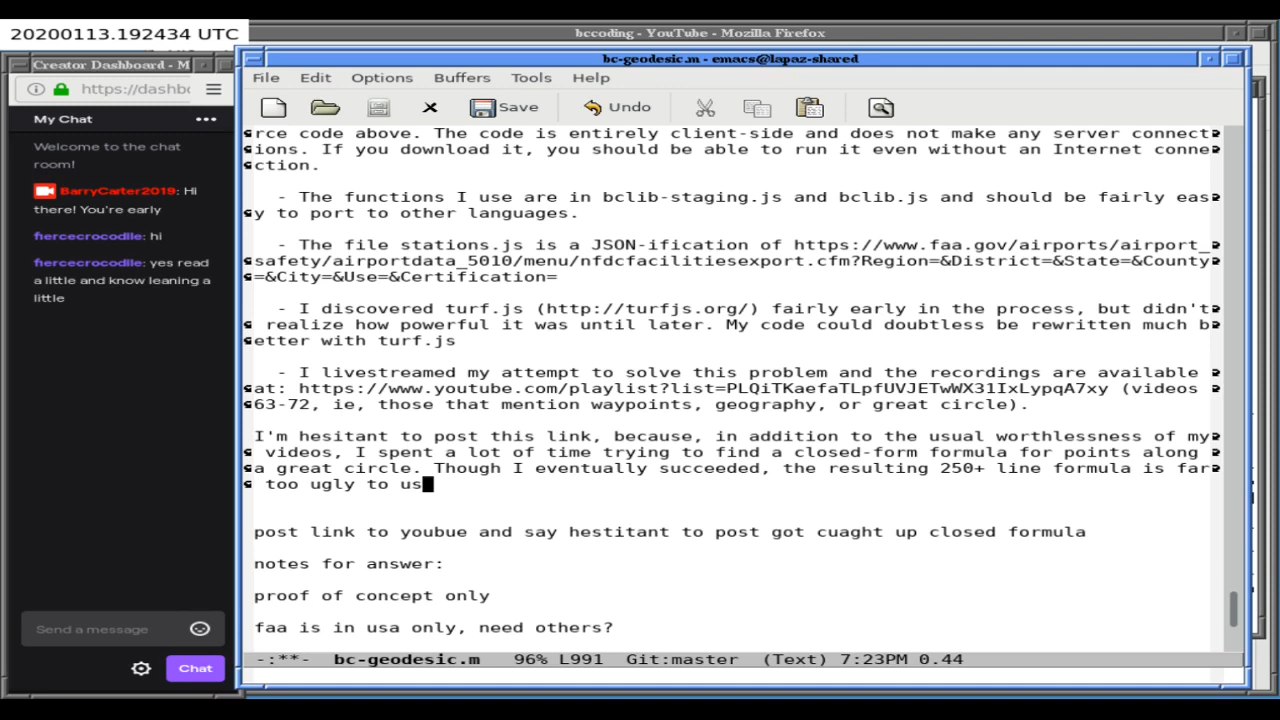 20200113.192434 UTC
bccoding - YouTube - Mozilla Firefox
Creator Dashboard - M
https://dashbo
My Chat
Welcome to the chat
room!
BarryCarter2019: Hi
there! You're early
fiercecrocodile: hi
fiercecrocodile: yes read
a little and know leaning a
little
Send a message
Chat
bc-geodesic.m - emacs@lapaz-shared
File Edit Options Buffers Tools Help
Save Undo
rce code above. The code is entirely client-side and does not make any server connect
ions. If you download it, you should be able to run it even without an Internet conne
ction.
- The functions I use are in bclib-staging.js and bclib.js and should be fairly eas
y to port to other languages.
- The file stations.js is a JSON-ification of https://www.faa.gov/airports/airport_
safety/airportdata_5010/menu/nfdcfacilitiesexport.cfm?Region=&District=&State=&County
=&City=&Use=&Certification=
- I discovered turf.js (http://turfjs.org/) fairly early in the process, but didn't
realize how powerful it was until later. My code could doubtless be rewritten much b
etter with turf.js
- I livestreamed my attempt to solve this problem and the recordings are available
at: https://www.youtube.com/playlist?list=PLQiTKaefaTLpfUVJETwWX31IxLypqA7xy (videos
63-72, ie, those that mention waypoints, geography, or great circle).
I'm hesitant to post this link, because, in addition to the usual worthlessness of my
videos, I spent a lot of time trying to find a closed-form formula for points along
a great circle. Though I eventually succeeded, the resulting 250+ line formula is far
too ugly to us
post link to youbue and say hestitant to post got cuaght up closed formula
notes for answer:
proof of concept only
faa is in usa only, need others?
-:**- bc-geodesic.m 96% L991 Git:master (Text) 7:23PM 0.44